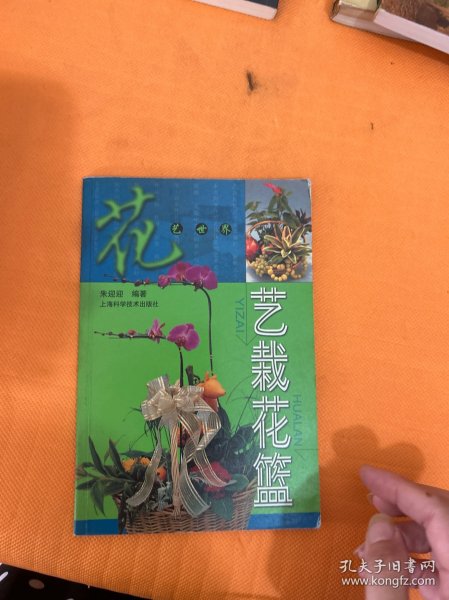 花
艺世界
朱迎迎 编著
上海科学技术出版社
艺栽花篮
YIZAI
HUALAN
孔夫子旧书网
www.kongfz.com